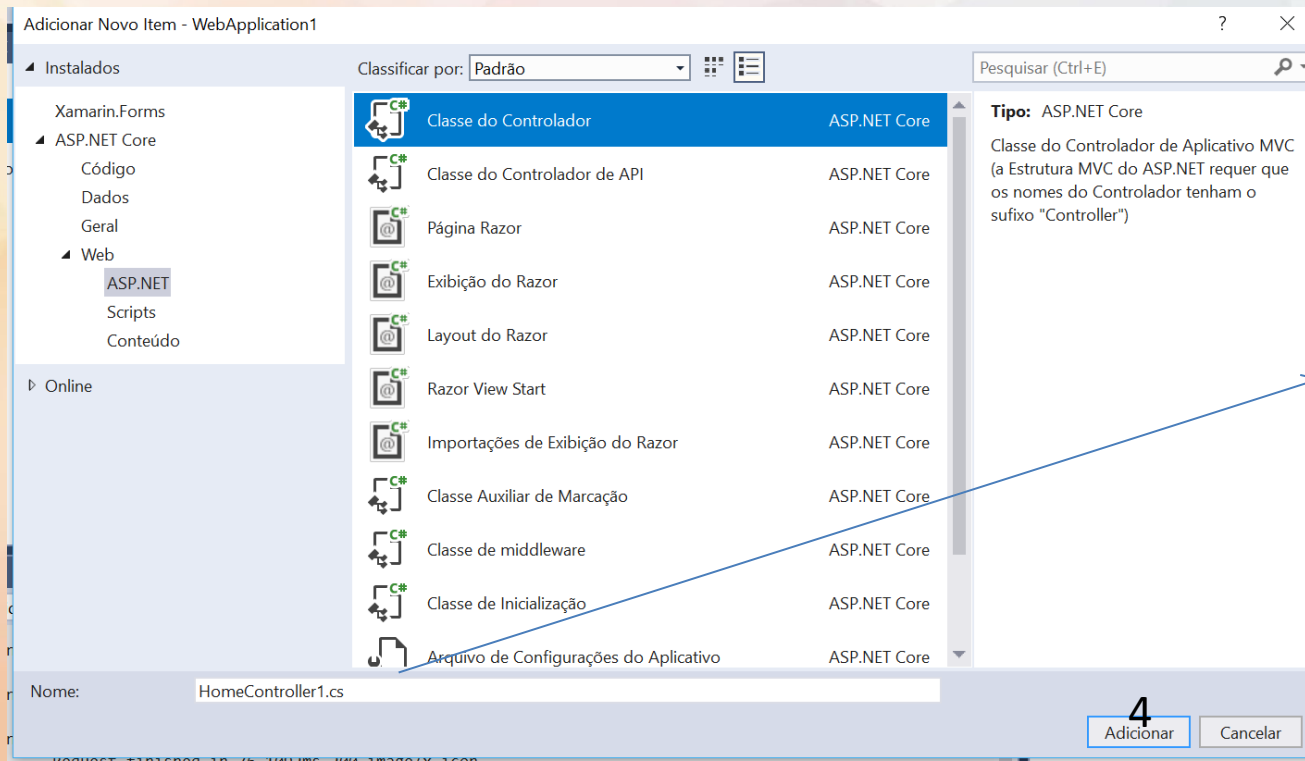 Adicionar Novo Item - WebApplication1
? 
Instalados
Xamarin.Forms
ASP.NET Core
Código
Dados
Geral
Web
ASP.NET
Scripts
Conteúdo
Online
Classificar por: Padrão
Classe do Controlador ASP.NET Core
Classe do Controlador de API ASP.NET Core
Página Razor ASP.NET Core
Exibição do Razor ASP.NET Core
Layout do Razor ASP.NET Core
Razor View Start ASP.NET Core
Importações de Exibição do Razor ASP.NET Core
Classe Auxiliar de Marcação ASP.NET Core
Classe de middleware ASP.NET Core
Classe de Inicialização ASP.NET Core
Arquivo de Configurações do Aplicativo ASP.NET Core
Pesquisar (Ctrl+E)
Tipo: ASP.NET Core
Classe do Controlador de Aplicativo MVC
(a Estrutura MVC do ASP.NET requer que
os nomes do Controlador tenham o
sufixo "Controller")
Nome: HomeController1.cs
4
Adicionar Cancelar